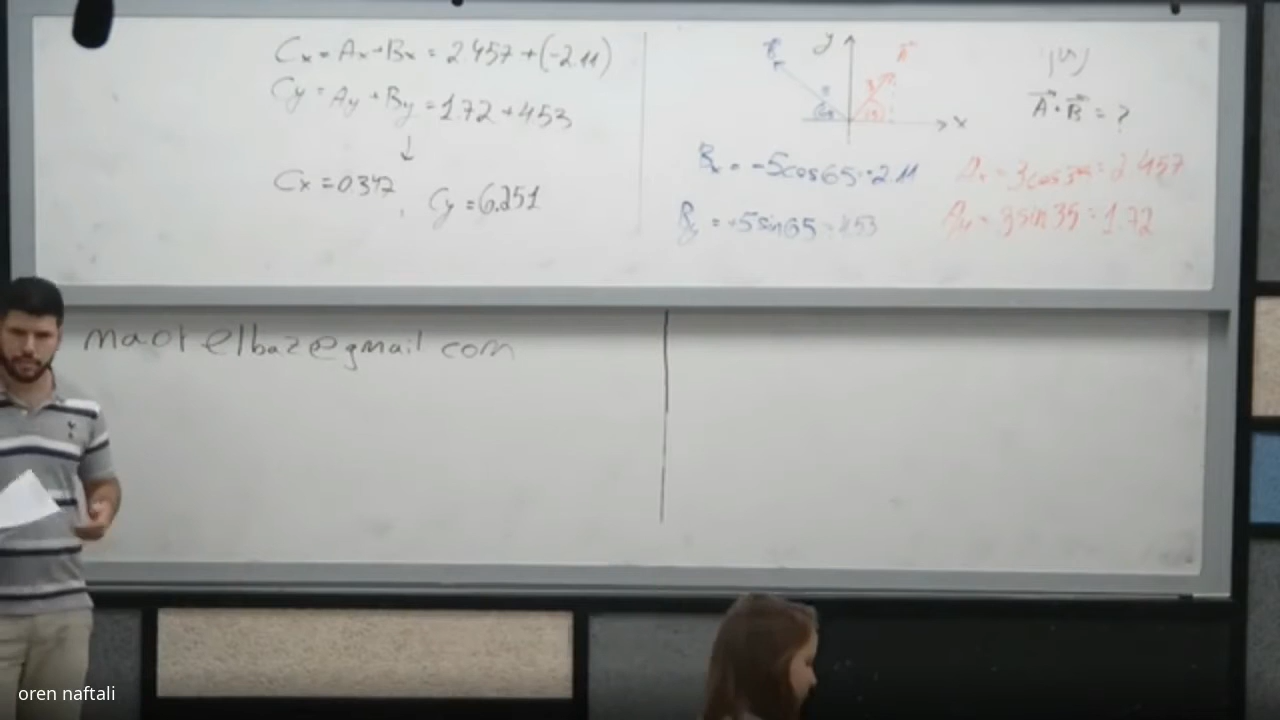 Cx = Ax + Bx = 2.457 + (-2.11)
Cy = Ay + By = 1.72 + 4.53
↓
Cx = 0.347, Cy = 6.251
y
x
A
3
5
A · B = ?
Bx = -5cos65 = -2.11
By = +5sin65 = 4.53
Ax = 3cos35 = 2.457
Ay = 3sin35 = 1.72
maorelbaz@gmail com
oren naftali